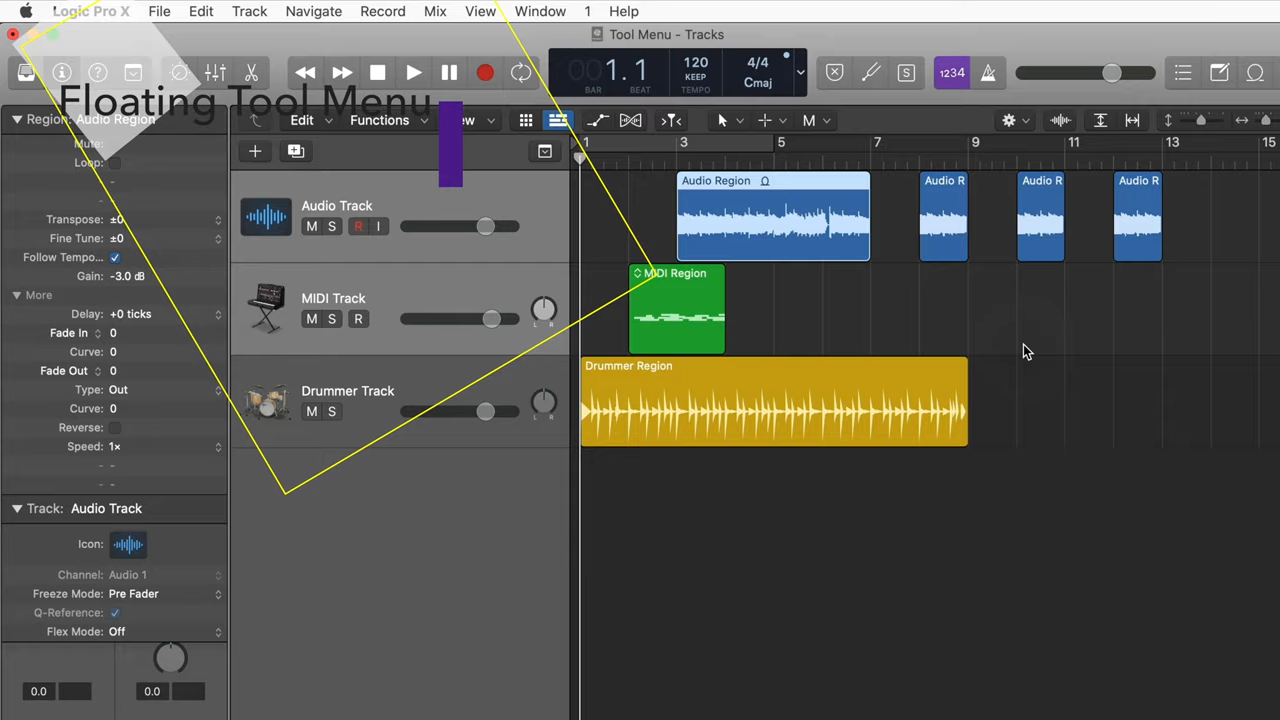 Logic Pro X File Edit Track Navigate Record Mix View Window 1 Help
Tool Menu - Tracks
001.1
BAR BEAT
120
KEEP
TEMPO
4/4
Cmaj
S
1234
Floating Tool Menu
Region: Audio Region
Edit Functions ew
M
Mute:
Loop:
Transpose: ±0
Fine Tune: ±0
Follow Tempo...
Gain: -3.0 dB
More
Delay: +0 ticks
Fade In 0
Curve: 0
Fade Out 0
Type: Out
Curve: 0
Reverse:
Speed: 1×
Track: Audio Track
Icon:
Channel: Audio 1
Freeze Mode: Pre Fader
Q-Reference:
Flex Mode: Off
0.0
0.0
1 3 5 7 9 11 13 15
Audio Track
M S R I
MIDI Track
M S R
L R
Drummer Track
M S
L R
Audio Region
Audio R
Audio R
Audio R
MIDI Region
Drummer Region